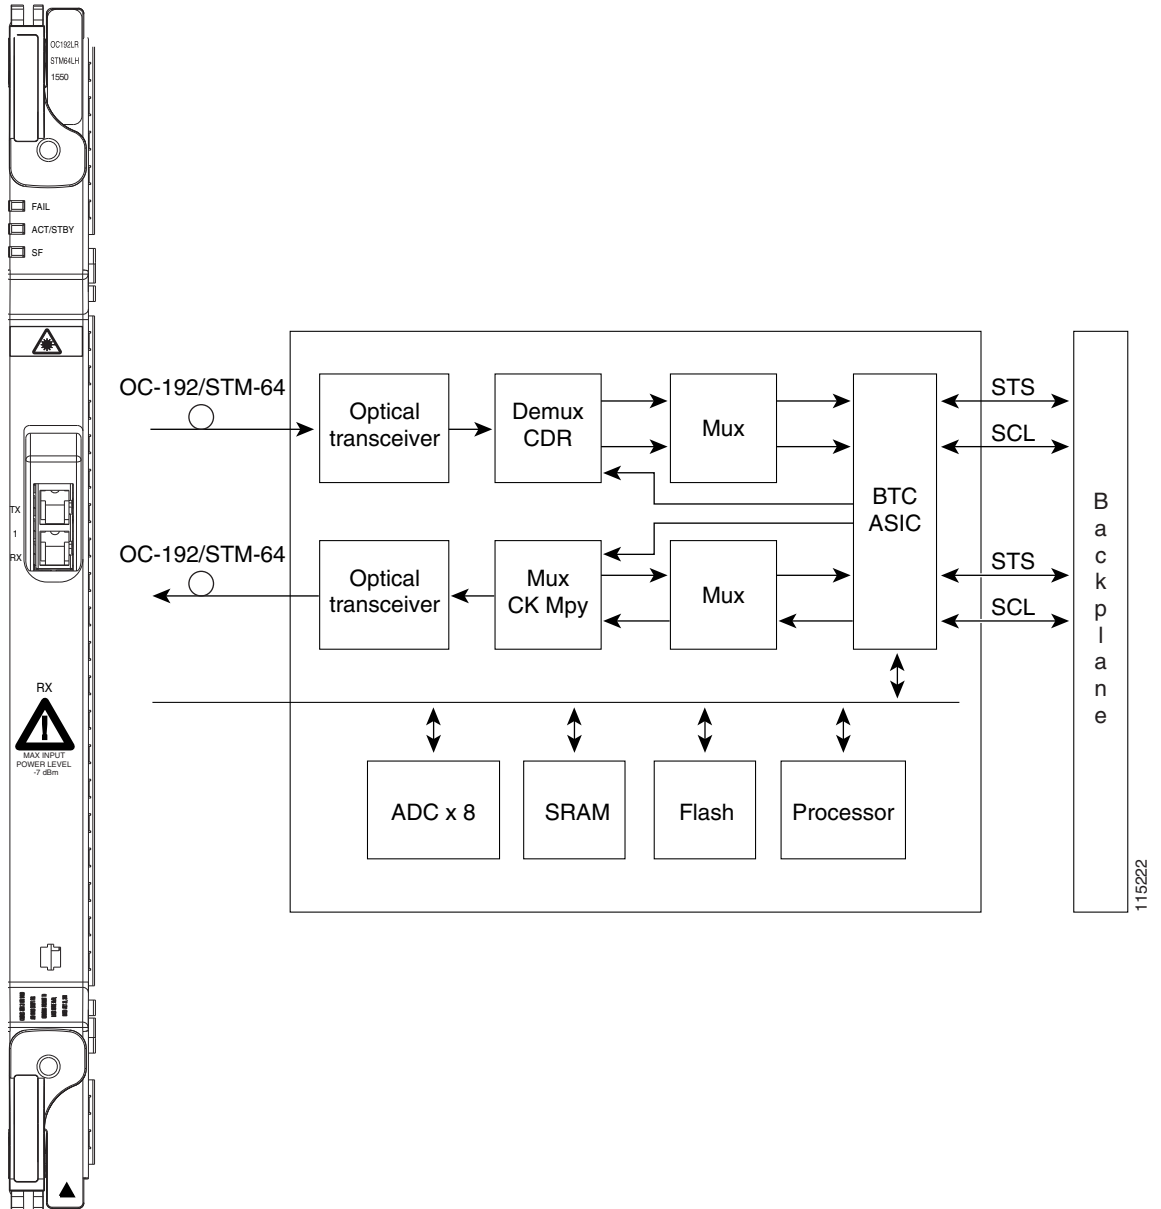 OC192LR
STM64LH
1550
FAIL
ACT/STBY
SF
TX
1
RX
RX
MAX INPUT
POWER LEVEL
-7 dBm
OC-192/STM-64
Optical
transceiver
Demux
CDR
Mux
BTC
ASIC
STS
SCL
OC-192/STM-64
Optical
transceiver
Mux
CK Mpy
Mux
STS
SCL
Backplane
ADC x 8
SRAM
Flash
Processor
115222